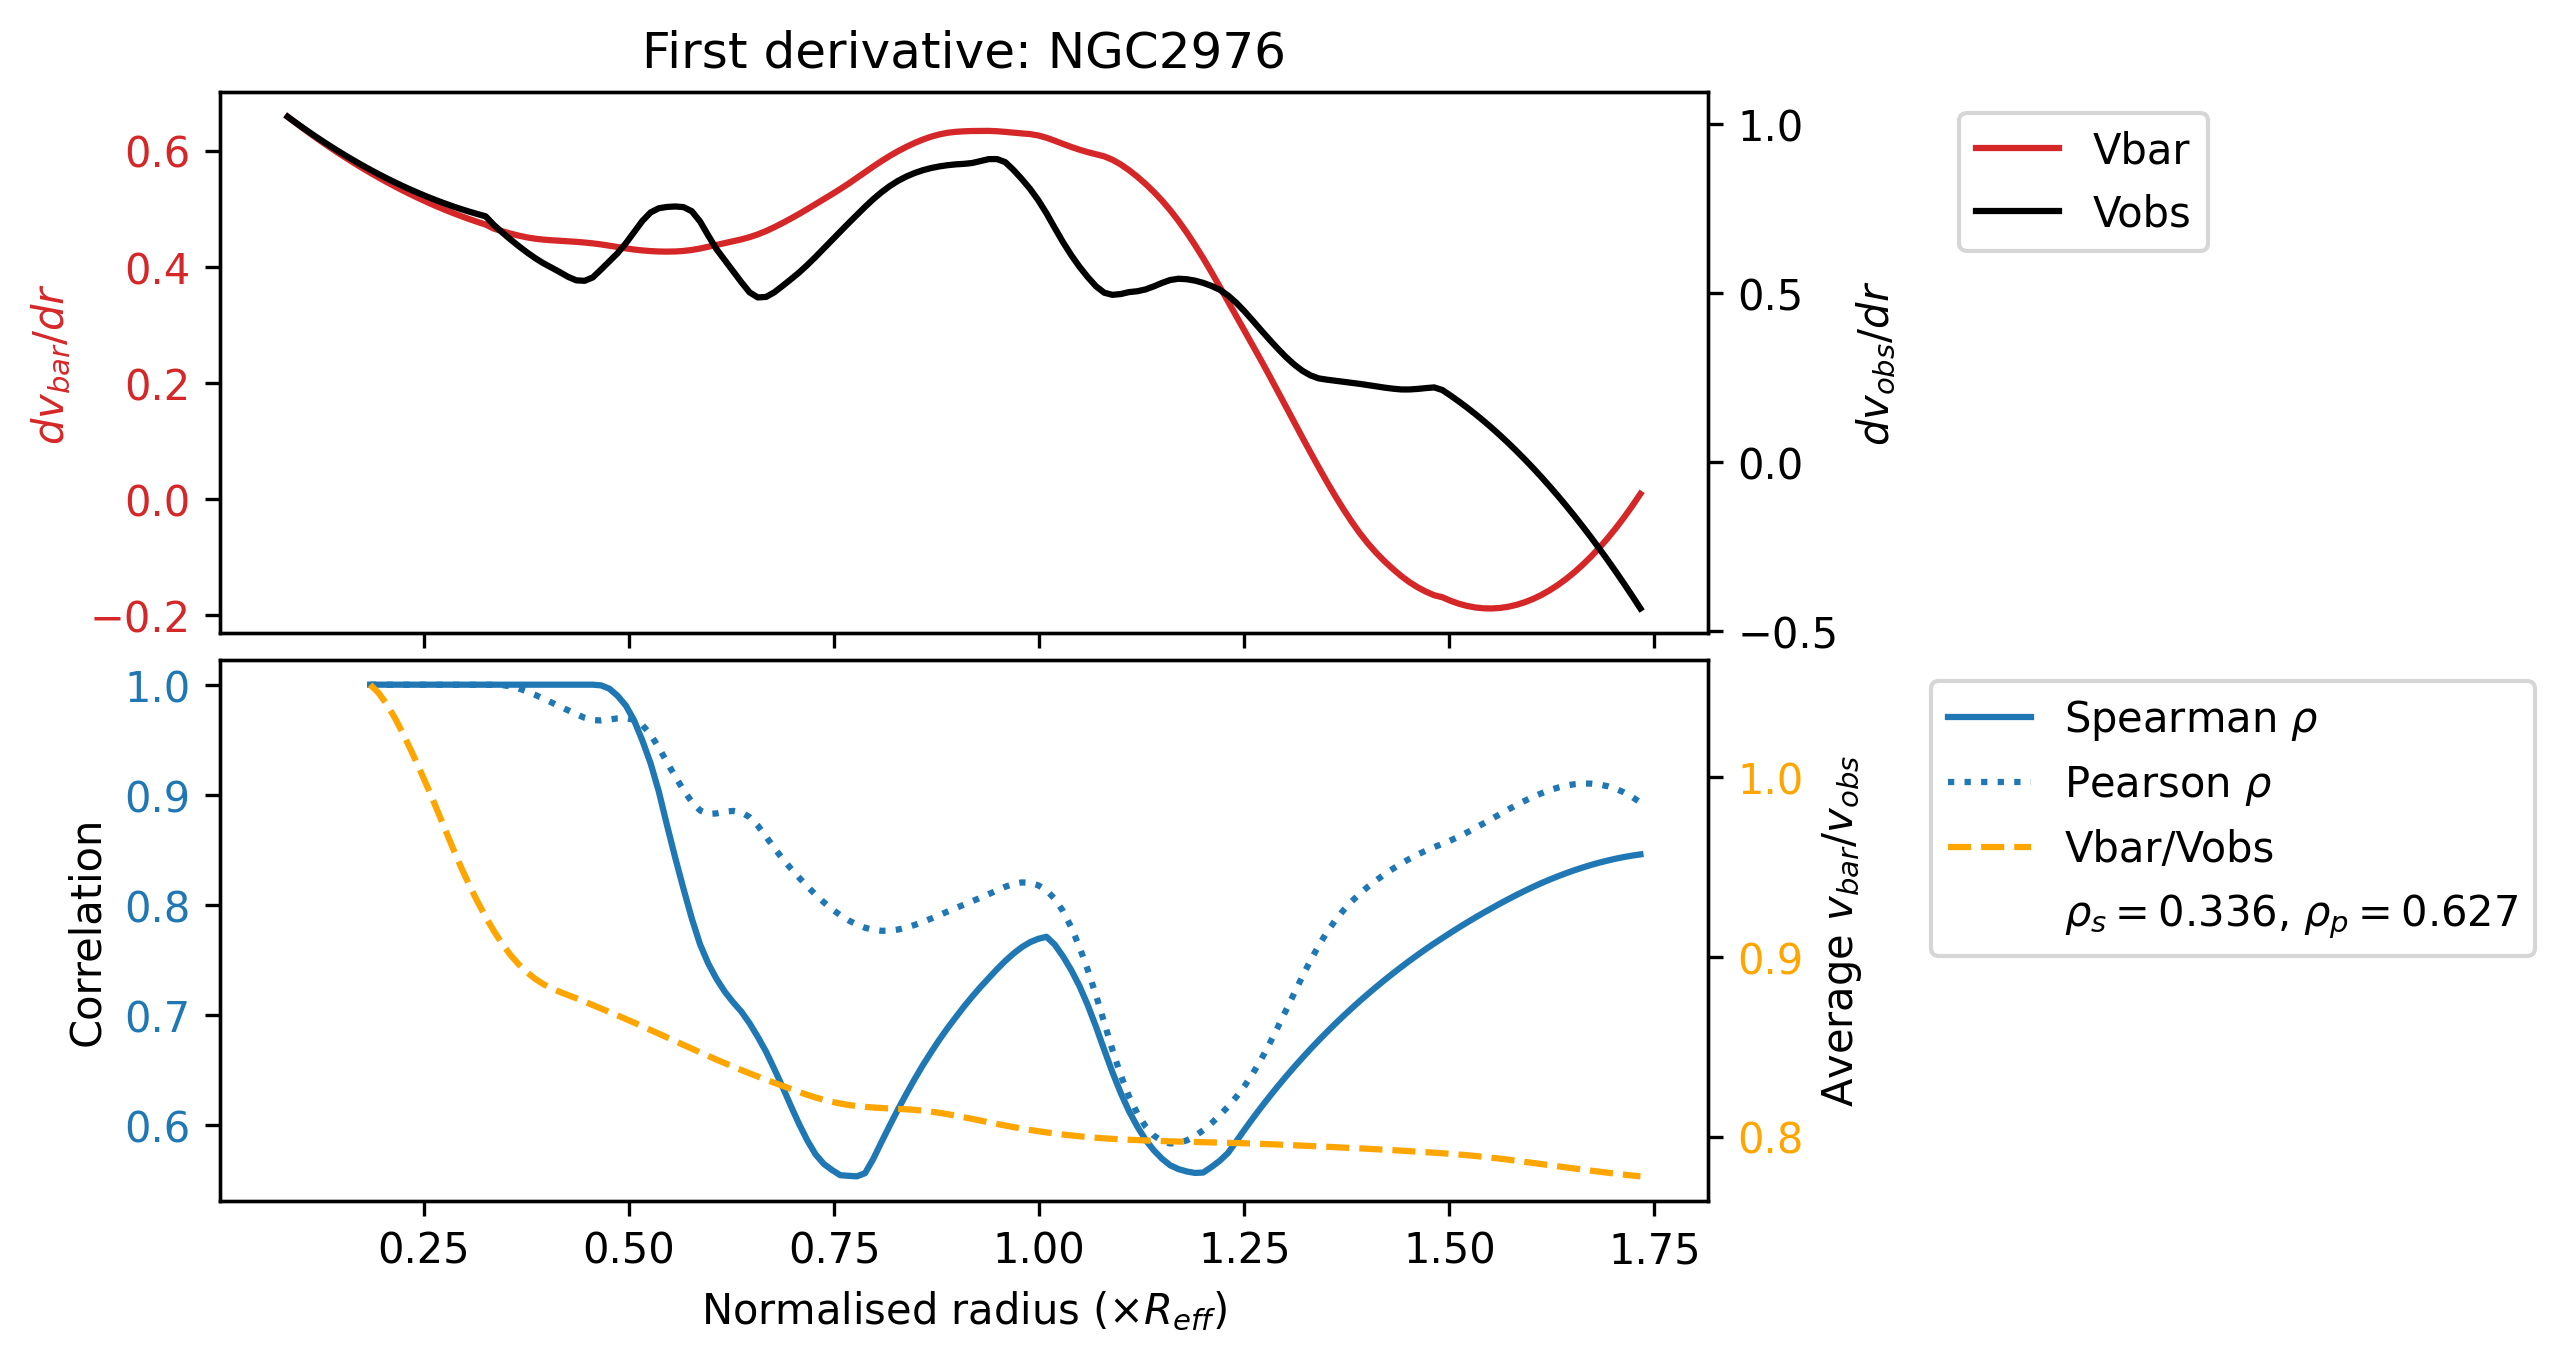 First derivative: NGC2976
0.6
0.4
0.2
0.0
−0.2
dv_bar/dr
1.0
0.5
0.0
−0.5
dv_obs/dr
Vbar
Vobs
1.0
0.9
0.8
0.7
0.6
Correlation
1.0
0.9
0.8
Average v_bar/v_obs
Spearman ρ
Pearson ρ
Vbar/Vobs
ρ_s = 0.336, ρ_p = 0.627
0.25 0.50 0.75 1.00 1.25 1.50 1.75
Normalised radius (×R_eff)